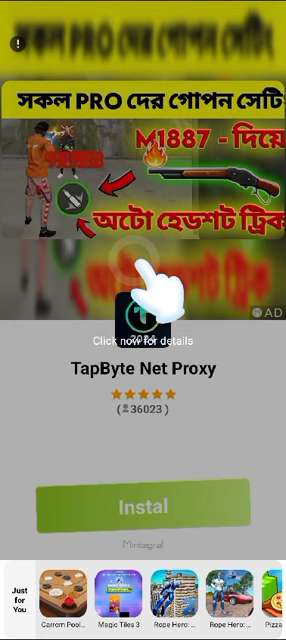 সকল PRO দের গোপন সেটি
M1887 - দিয়ে
অটো হেডশট ট্রিক
AD
Click now for details
TapByte Net Proxy
(36023)
Instal
Mintegral
Just for You
Carrom Pool...
Magic Tiles 3
Rope Hero: ...
Rope Hero: ...
Pizza